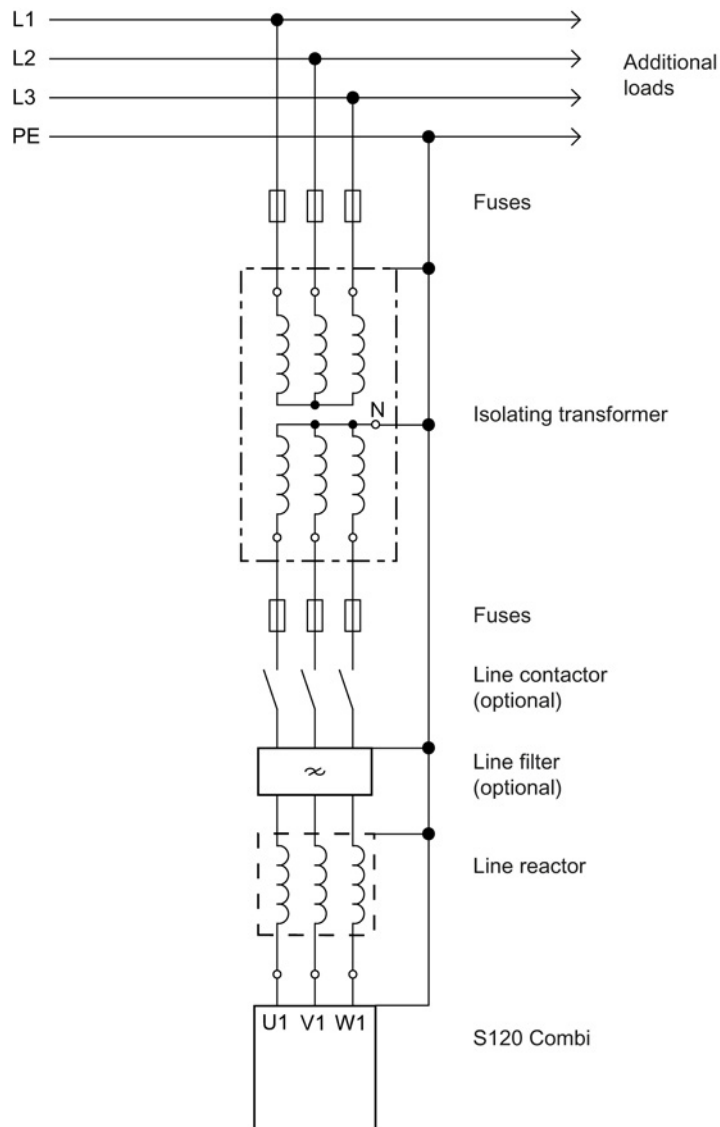 L1
L2
L3
PE
Additional
loads
Fuses
N
Isolating transformer
Fuses
Line contactor
(optional)
Line filter
(optional)
Line reactor
U1 V1 W1
S120 Combi